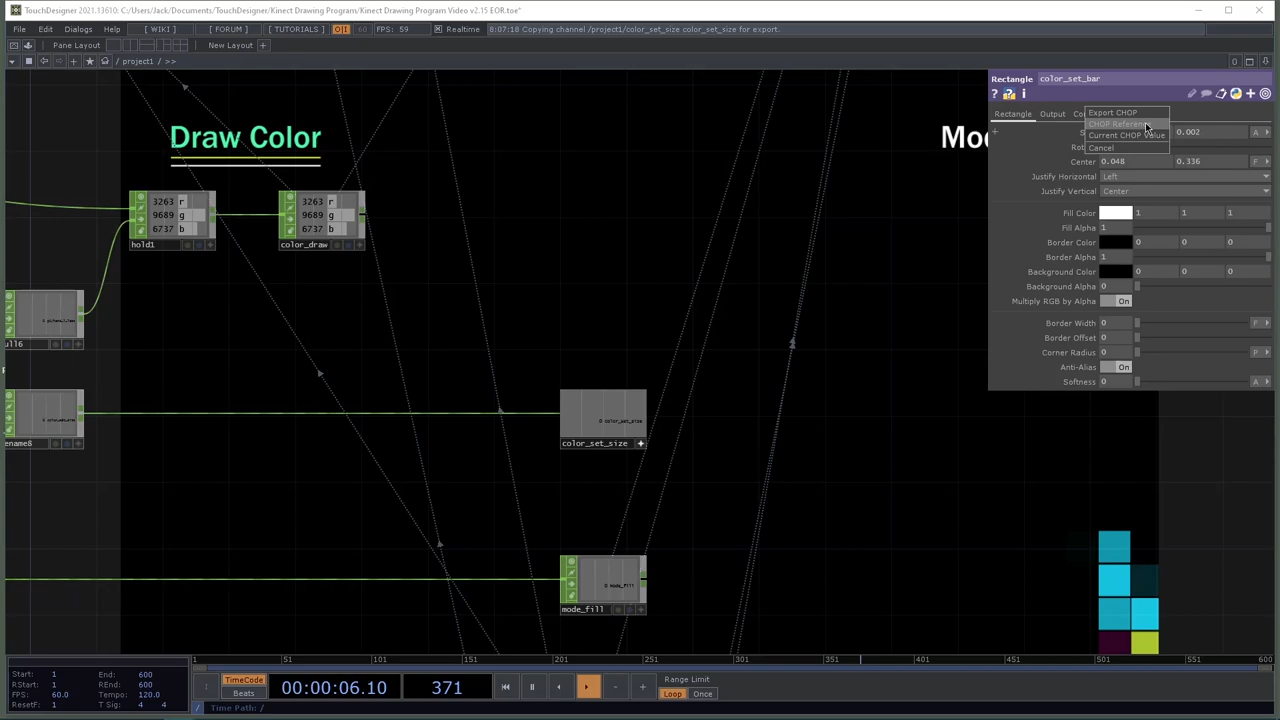 TouchDesigner 2021.13610: C:/Users/Jack/Documents/TouchDesigner/Kinect Drawing Program/Kinect Drawing Program Video v2.15 EOR.toe*
File Edit Dialogs Help [ WIKI ] [ FORUM ] [ TUTORIALS ] O|! 60 FPS: 59 Realtime 8:07:18 Copying channel /project1/color_set_size color_set_size for export.
Pane Layout New Layout +
/ project1 /
Rectangle color_set_bar
Rectangle Output
Export CHOP
CHOP Reference
Current CHOP Value
Cancel
0.002
Center 0.048 0.336
Justify Horizontal Left
Justify Vertical Center
Fill Color 1 1 1
Fill Alpha 1
Border Color 0 0 0
Border Alpha 1
Background Color 0 0 0
Background Alpha 0
Multiply RGB by Alpha On
Border Width 0
Border Offset 0
Corner Radius 0
Anti-Alias On
Softness 0
Draw Color
3263 r
9689 g
6737 b
hold1
3263 r
9689 g
6737 b
color_draw
ull6
ename8
color_set_size
color_set_size
mode_fill
mode_fill
1 51 101 151 201 251 301 351 401 451 501 551 600
Start: 1 End: 600
RStart: 1 REnd: 600
FPS: 60.0 Tempo: 120.0
ResetF: 1 T Sig: 4 4
TimeCode
Beats
00:00:06.10
371
Range Limit
Loop Once
/ Time Path: /